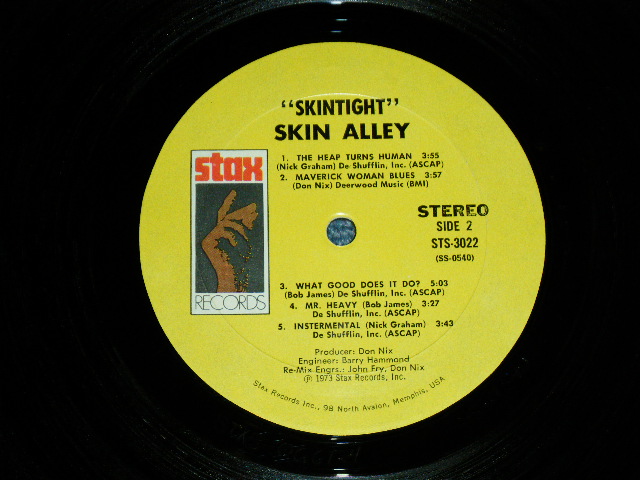 "SKINTIGHT"
SKIN ALLEY
1. THE HEAP TURNS HUMAN 3:55
(Nick Graham) De Shufflin, Inc. (ASCAP)
2. MAVERICK WOMAN BLUES 3:57
(Don Nix) Deerwood Music (BMI)
stax
RECORDS
STEREO
SIDE 2
STS-3022
(SS-0540)
3. WHAT GOOD DOES IT DO? 5:03
(Bob James) De Shufflin, Inc. (ASCAP)
4. MR. HEAVY (Bob James) 3:27
De Shufflin, Inc. (ASCAP)
5. INSTERMENTAL (Nick Graham) 3:43
De Shufflin, Inc. (ASCAP)
Producer: Don Nix
Engineer: Barry Hammond
Re-Mix Engrs.: John Fry, Don Nix
Ⓟ 1973 Stax Records, Inc.
Stax Records Inc., 98 North Avalon, Memphis, USA